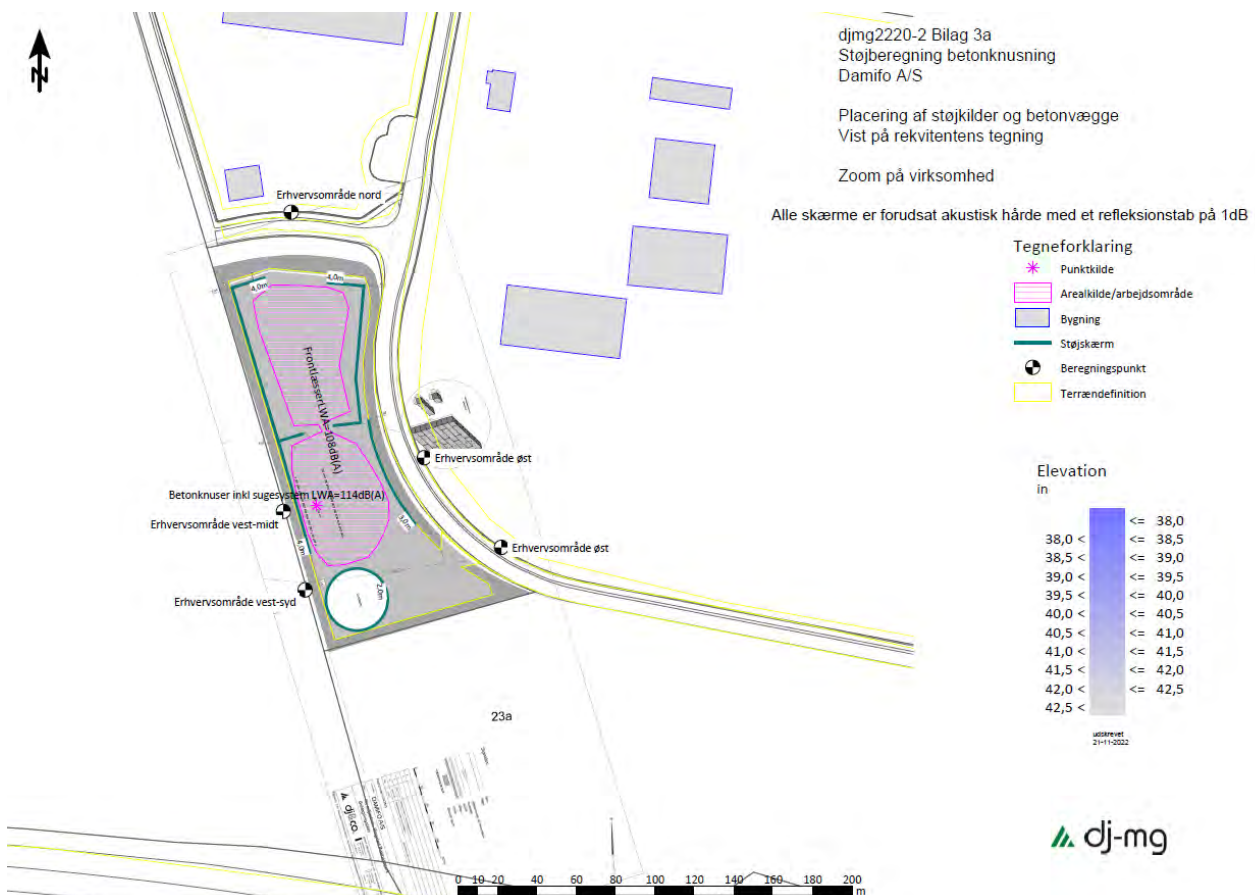 N
djmg2220-2 Bilag 3a
Støjberegning betonknusning
Damifo A/S
Placering af støjkilder og betonvægge
Vist på rekvitentens tegning
Zoom på virksomhed
Alle skærme er forudsat akustisk hårde med et refleksionstab på 1dB
Tegneforklaring
Punktkilde
Arealkilde/arbejdsområde
Bygning
Støjskærm
Beregningspunkt
Terrændefinition
Erhvervsområde nord
4,0m
4,0m
FrontlæsserLWA=108dB(A)
Erhvervsområde øst
Betonknuser inkl sugesystem LWA=114dB(A)
Erhvervsområde vest-midt
3,0m
4,0m
Erhvervsområde øst
2,0m
Erhvervsområde vest-syd
23a
Elevation
in
<= 38,0
38,0 < <= 38,5
38,5 < <= 39,0
39,0 < <= 39,5
39,5 < <= 40,0
40,0 < <= 40,5
40,5 < <= 41,0
41,0 < <= 41,5
41,5 < <= 42,0
42,0 < <= 42,5
42,5 <
udskrevet
21-11-2022
DAMIFO A/S
dj&co.
dj-mg
0 10 20 40 60 80 100 120 140 160 180 200
m